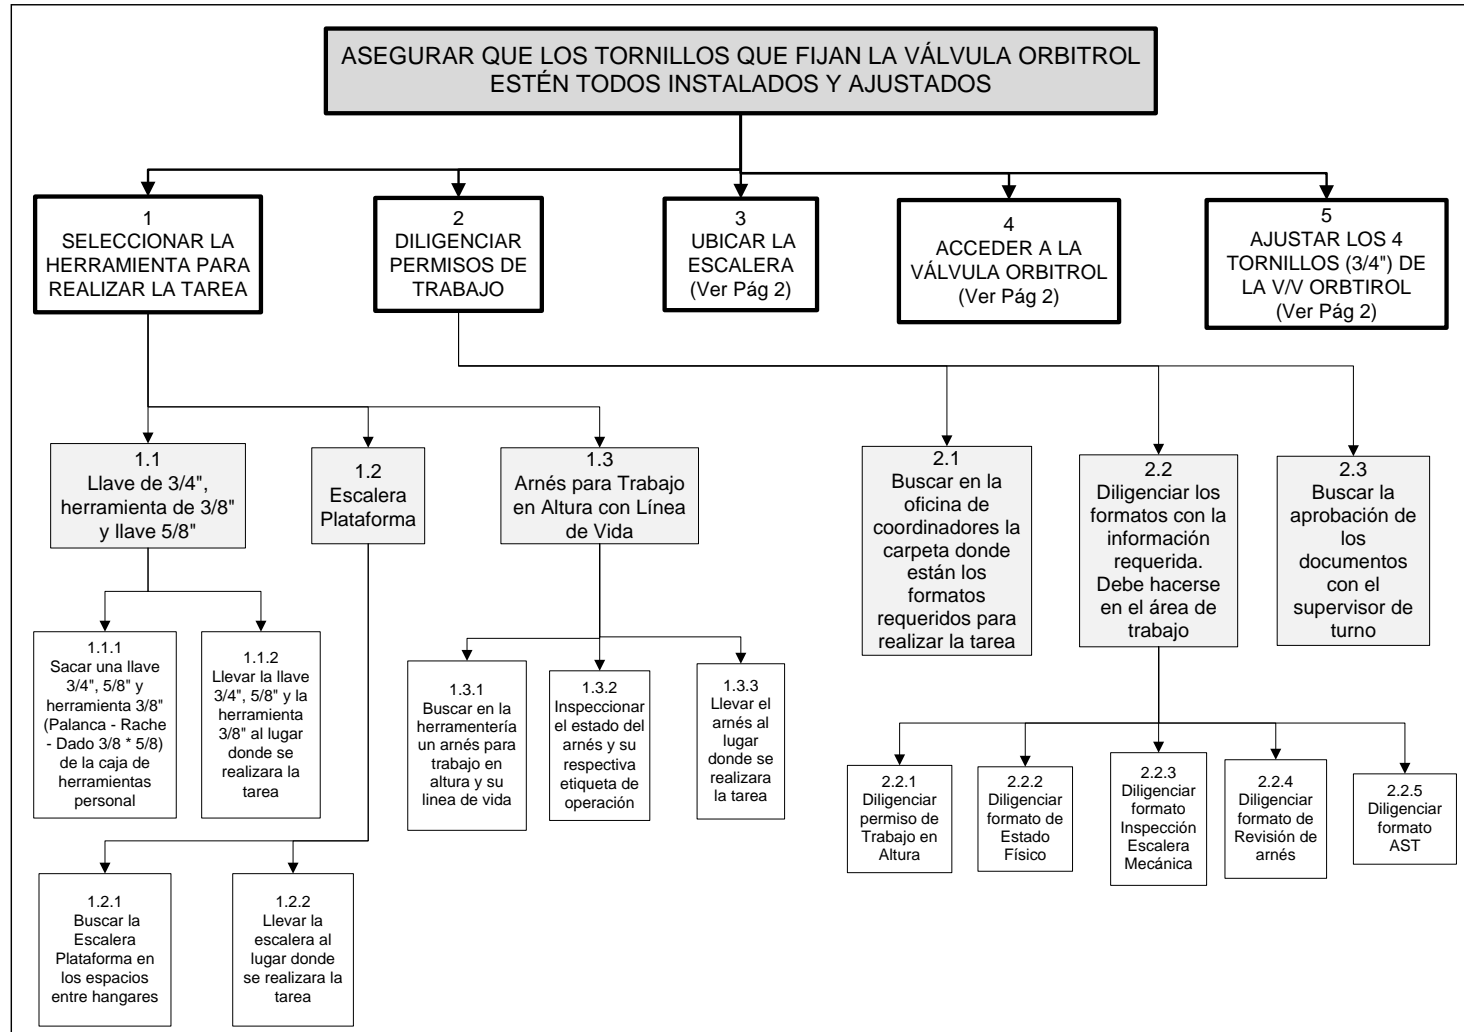 ASEGURAR QUE LOS TORNILLOS QUE FIJAN LA VÁLVULA ORBITROL
ESTÉN TODOS INSTALADOS Y AJUSTADOS
1
SELECCIONAR LA
HERRAMIENTA PARA
REALIZAR LA TAREA
2
DILIGENCIAR
PERMISOS DE
TRABAJO
3
UBICAR LA
ESCALERA
(Ver Pág 2)
4
ACCEDER A LA
VÁLVULA ORBITROL
(Ver Pág 2)
5
AJUSTAR LOS 4
TORNILLOS (3/4") DE
LA V/V ORBTIROL
(Ver Pág 2)
1.1
Llave de 3/4",
herramienta de 3/8"
y llave 5/8"
1.2
Escalera
Plataforma
1.3
Arnés para Trabajo
en Altura con Línea
de Vida
2.1
Buscar en la
oficina de
coordinadores la
carpeta donde
están los
formatos
requeridos para
realizar la tarea
2.2
Diligenciar los
formatos con la
información
requerida.
Debe hacerse
en el área de
trabajo
2.3
Buscar la
aprobación de
los
documentos
con el
supervisor de
turno
1.1.1
Sacar una llave
3/4", 5/8" y
herramienta 3/8"
(Palanca - Rache
- Dado 3/8 * 5/8)
de la caja de
herramientas
personal
1.1.2
Llevar la llave
3/4", 5/8" y la
herramienta
3/8" al lugar
donde se
realizara la
tarea
1.3.1
Buscar en la
herramentería
un arnés para
trabajo en
altura y su
linea de vida
1.3.2
Inspeccionar
el estado del
arnés y su
respectiva
etiqueta de
operación
1.3.3
Llevar el
arnés al
lugar
donde se
realizara
la tarea
2.2.1
Diligenciar
permiso de
Trabajo en
Altura
2.2.2
Diligenciar
formato de
Estado
Físico
2.2.3
Diligenciar
formato
Inspección
Escalera
Mecánica
2.2.4
Diligenciar
formato de
Revisión de
arnés
2.2.5
Diligenciar
formato
AST
1.2.1
Buscar la
Escalera
Plataforma en
los espacios
entre hangares
1.2.2
Llevar la
escalera al
lugar donde
se realizara la
tarea